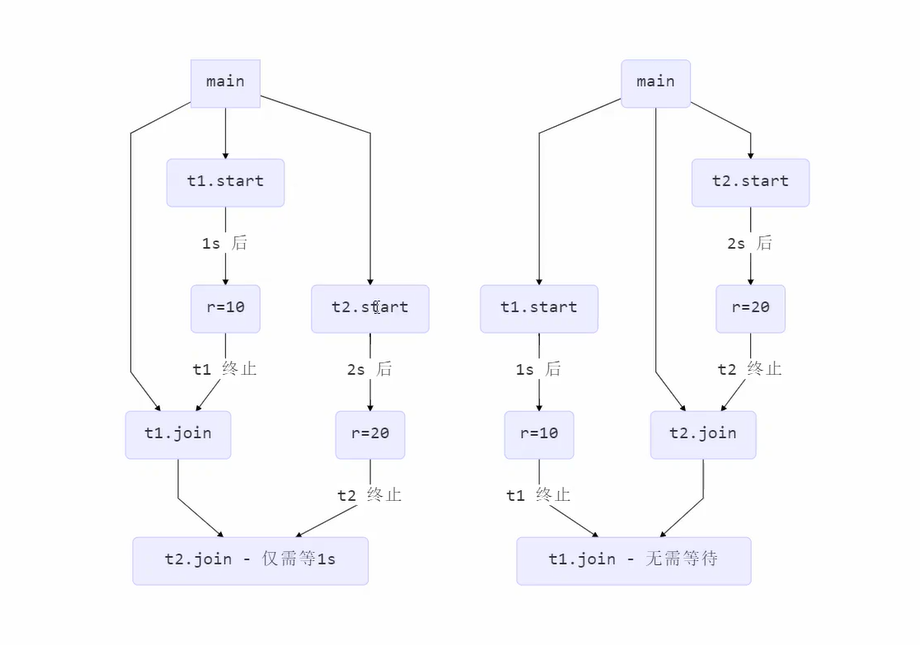 main
t1.start
1s 后
r=10
t2.start
t1 终止
2s 后
t1.join
r=20
t2 终止
t2.join - 仅需等1s
main
t2.start
2s 后
t1.start
r=20
1s 后
t2 终止
r=10
t2.join
t1 终止
t1.join - 无需等待